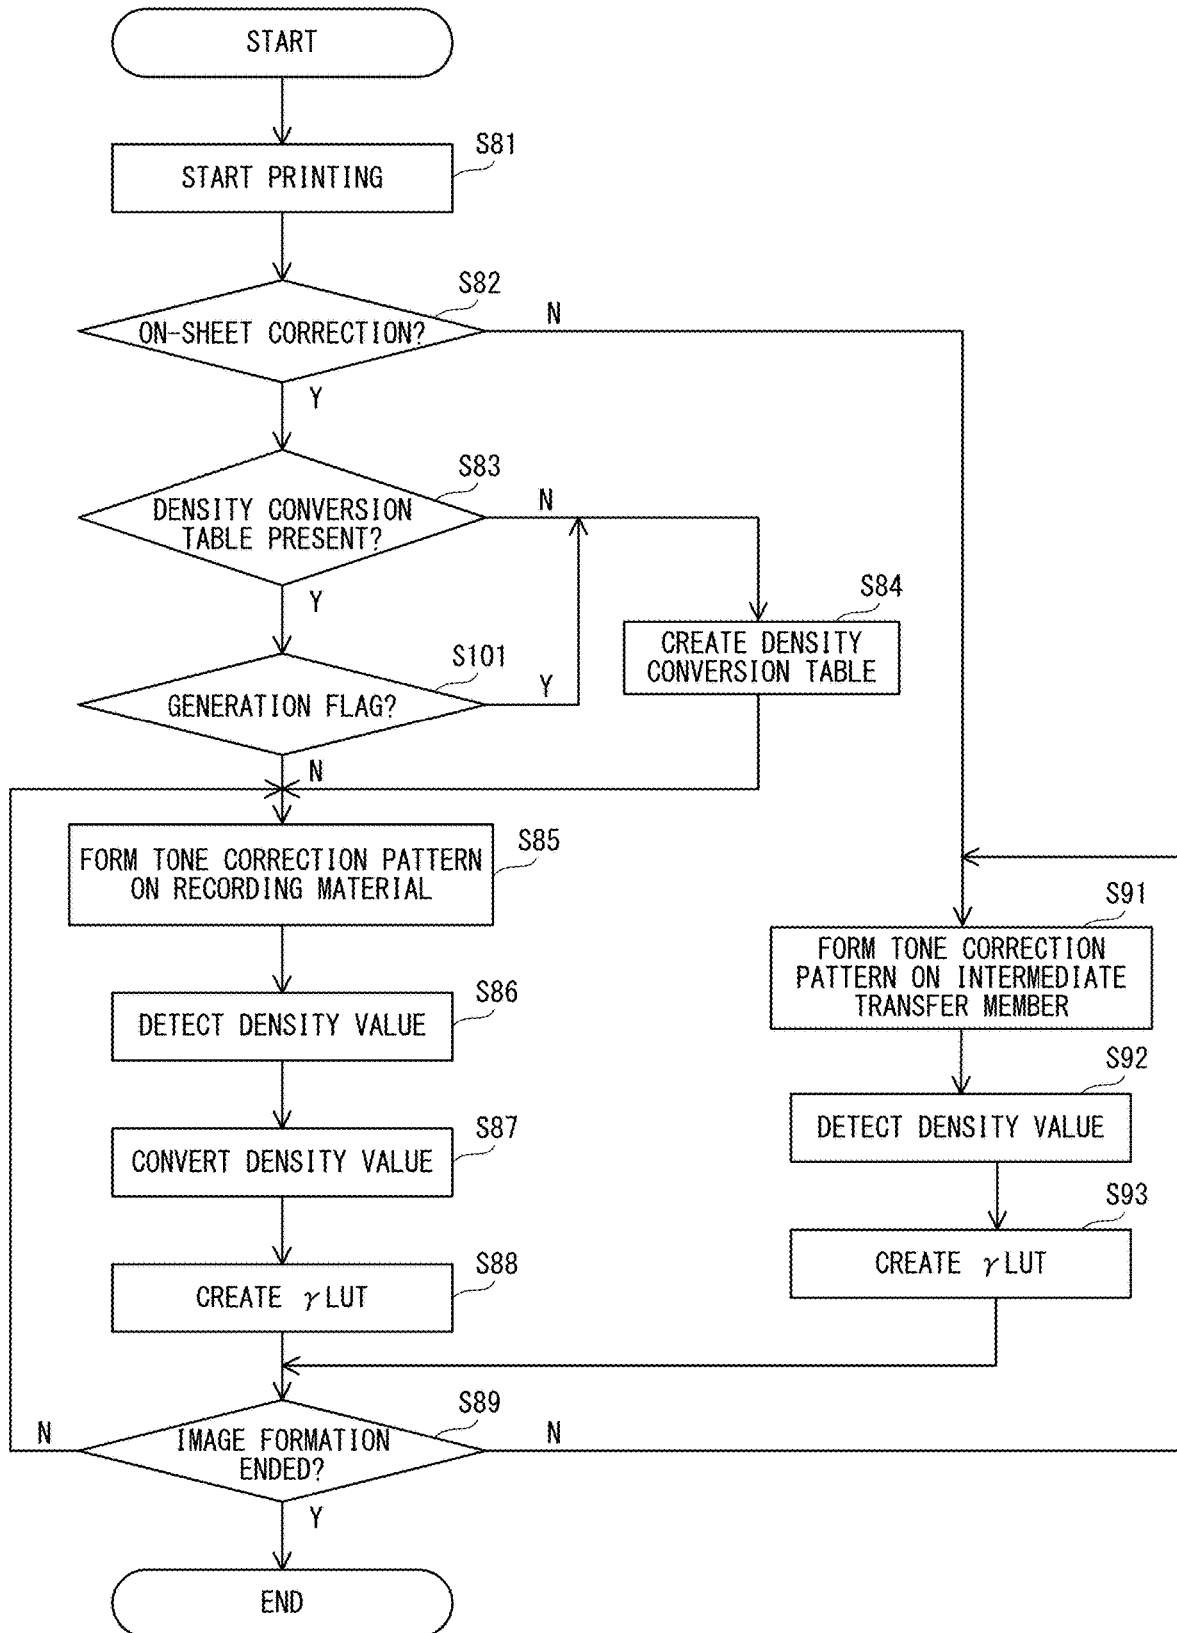 START
S81
START PRINTING
S82
ON-SHEET CORRECTION?
N
Y
S83
DENSITY CONVERSION
TABLE PRESENT?
N
Y
S84
CREATE DENSITY
CONVERSION TABLE
S101
GENERATION FLAG?
Y
N
S85
FORM TONE CORRECTION PATTERN
ON RECORDING MATERIAL
S91
FORM TONE CORRECTION
PATTERN ON INTERMEDIATE
TRANSFER MEMBER
S86
DETECT DENSITY VALUE
S92
DETECT DENSITY VALUE
S87
CONVERT DENSITY VALUE
S93
CREATE γLUT
S88
CREATE γLUT
S89
N
IMAGE FORMATION
ENDED?
N
Y
END